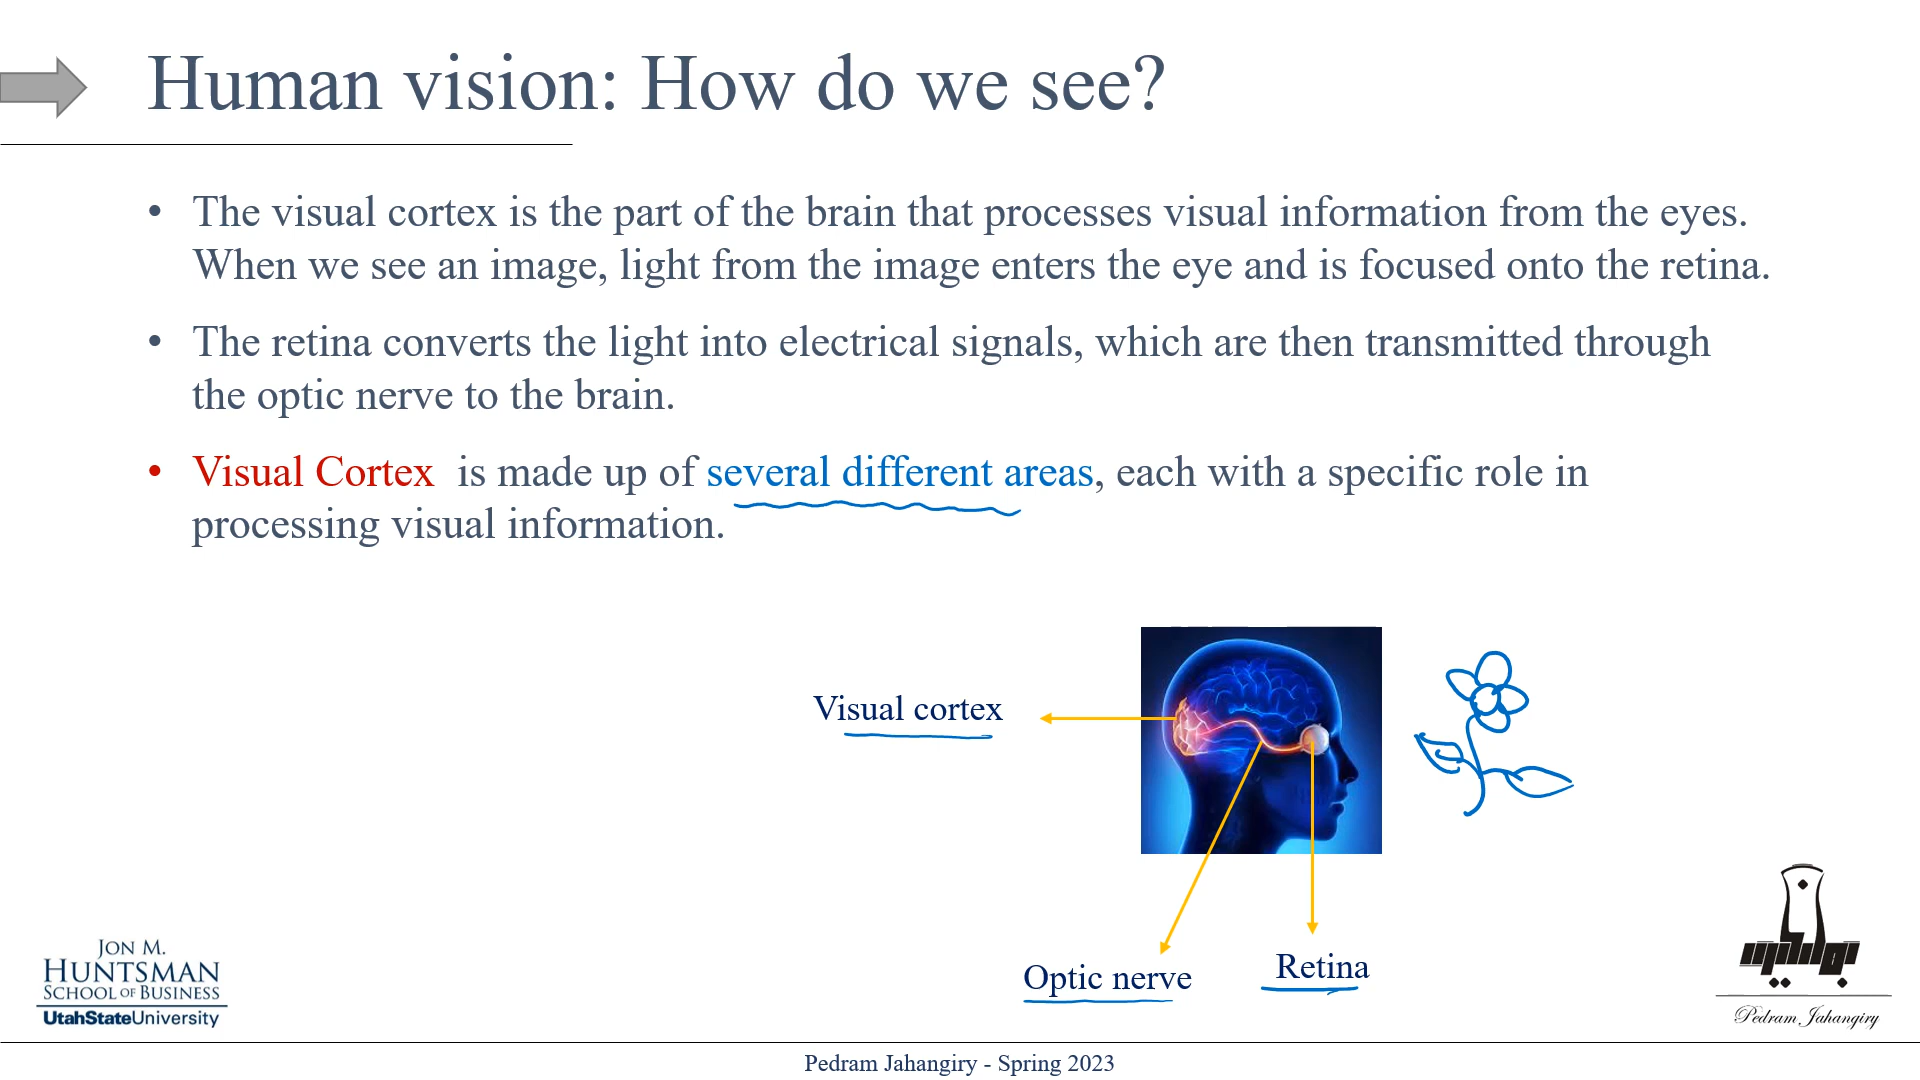 Human vision: How do we see?
• The visual cortex is the part of the brain that processes visual information from the eyes.
When we see an image, light from the image enters the eye and is focused onto the retina.
• The retina converts the light into electrical signals, which are then transmitted through
the optic nerve to the brain.
• Visual Cortex is made up of several different areas, each with a specific role in
processing visual information.
Visual cortex
Optic nerve
Retina
JON M.
HUNTSMAN
SCHOOL OF BUSINESS
UtahStateUniversity
Pedram Jahangiry
Pedram Jahangiry - Spring 2023